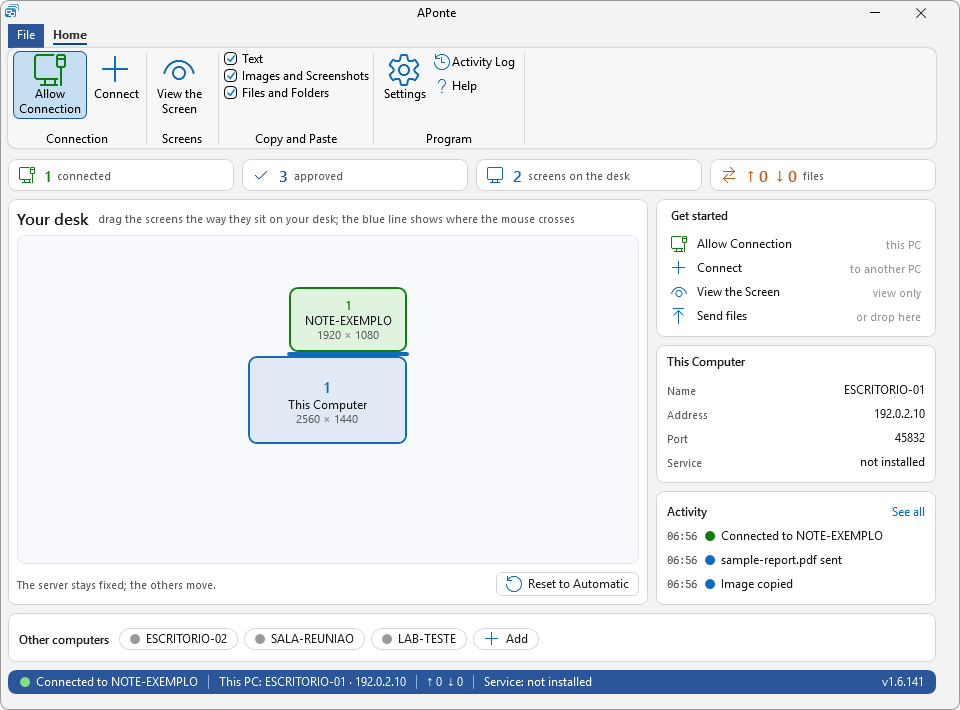 APonte
File Home
Allow Connection
Connect
View the Screen
Text
Images and Screenshots
Files and Folders
Settings
Activity Log
? Help
Connection
Screens
Copy and Paste
Program
1 connected
3 approved
2 screens on the desk
↑ 0 ↓ 0 files
Your desk drag the screens the way they sit on your desk; the blue line shows where the mouse crosses
1
NOTE-EXEMPLO
1920 × 1080
1
This Computer
2560 × 1440
The server stays fixed; the others move.
Reset to Automatic
Get started
Allow Connection this PC
Connect to another PC
View the Screen view only
Send files or drop here
This Computer
Name ESCRITORIO-01
Address 192.0.2.10
Port 45832
Service not installed
Activity See all
06:56 Connected to NOTE-EXEMPLO
06:56 sample-report.pdf sent
06:56 Image copied
Other computers ESCRITORIO-02 SALA-REUNIAO LAB-TESTE Add
Connected to NOTE-EXEMPLO This PC: ESCRITORIO-01 · 192.0.2.10 ↑ 0 ↓ 0 Service: not installed v1.6.141